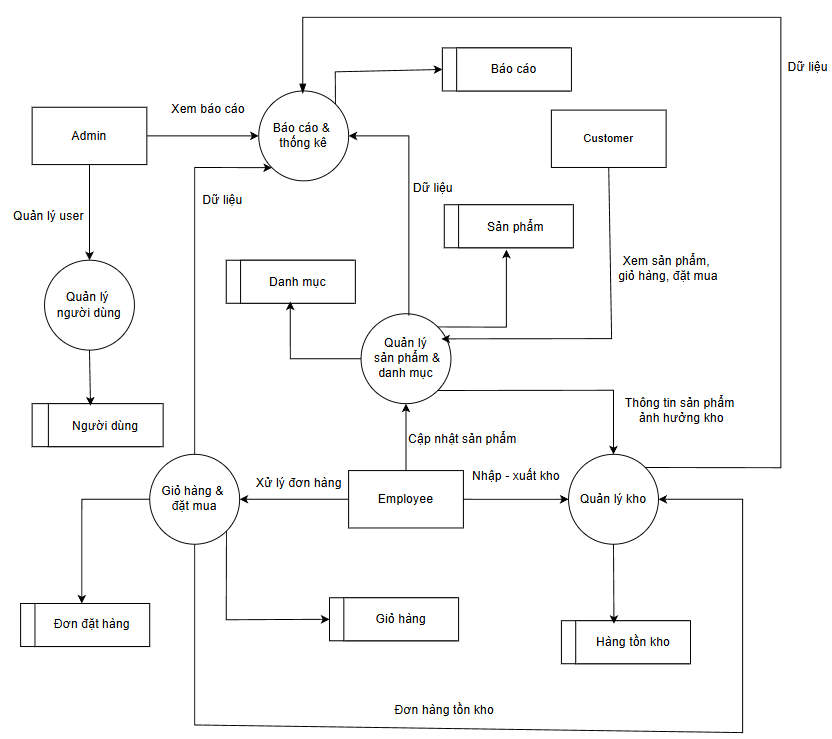 Dữ liệu
Báo cáo
Xem báo cáo
Báo cáo &
thống kê
Admin
Customer
Dữ liệu
Dữ liệu
Quản lý user
Sản phẩm
Xem sản phẩm,
giỏ hàng, đặt mua
Danh mục
Quản lý
người dùng
Quản lý
sản phẩm &
danh mục
Thông tin sản phẩm
ảnh hưởng kho
Người dùng
Cập nhật sản phẩm
Giỏ hàng &
đặt mua
Xử lý đơn hàng
Employee
Nhập - xuất kho
Quản lý kho
Đơn đặt hàng
Giỏ hàng
Hàng tồn kho
Đơn hàng tồn kho